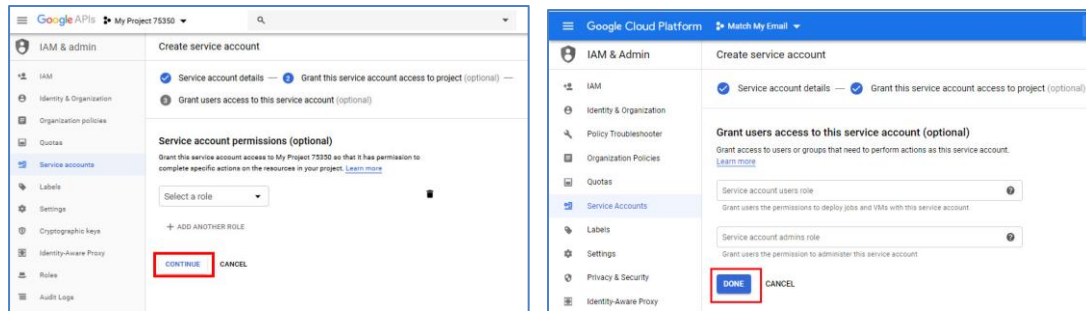 Google APIs My Project 75350
IAM & admin
Create service account
IAM
Identity & Organization
Organization policies
Quotas
Service accounts
Labels
Settings
Cryptographic keys
Identity-Aware Proxy
Roles
Audit Logs
Service account details — 2 Grant this service account access to project (optional) —
3 Grant users access to this service account (optional)
Service account permissions (optional)
Grant this service account access to My Project 75350 so that it has permission to
complete specific actions on the resources in your project. Learn more
Select a role
+ ADD ANOTHER ROLE
CONTINUE CANCEL
Google Cloud Platform Match My Email
IAM & Admin
Create service account
IAM
Identity & Organization
Policy Troubleshooter
Organization Policies
Quotas
Service Accounts
Labels
Settings
Privacy & Security
Identity-Aware Proxy
Service account details — Grant this service account access to project (optional)
Grant users access to this service account (optional)
Grant access to users or groups that need to perform actions as this service account.
Learn more
Service account users role
Grant users the permissions to deploy jobs and VMs with this service account
Service account admins role
Grant users the permission to administer this service account
DONE CANCEL